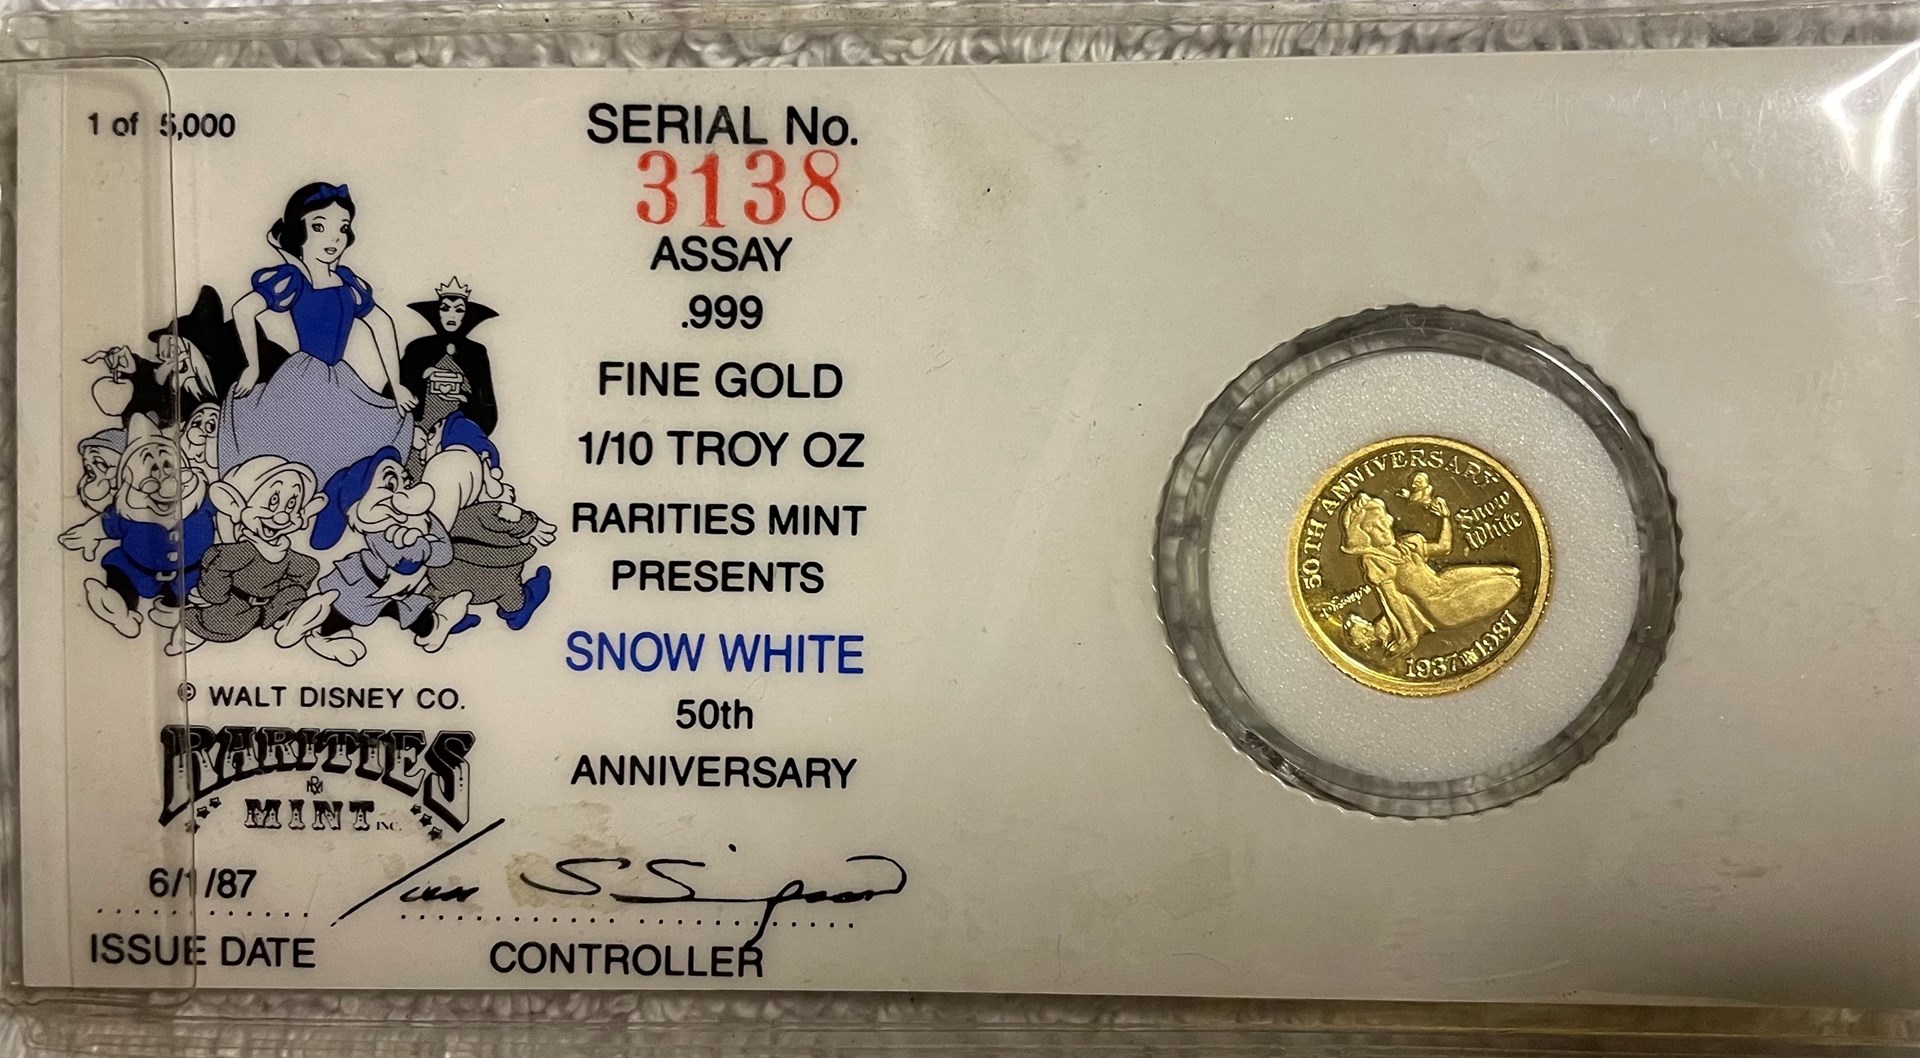 1 of 5,000
SERIAL No.
3138
ASSAY
.999
FINE GOLD
1/10 TROY OZ
RARITIES MINT
PRESENTS
SNOW WHITE
50th
ANNIVERSARY
© WALT DISNEY CO.
RARITIES
RM
MINT INC.
6/1/87
ISSUE DATE
CONTROLLER
50TH ANNIVERSARY
Snow
White
1937 1987